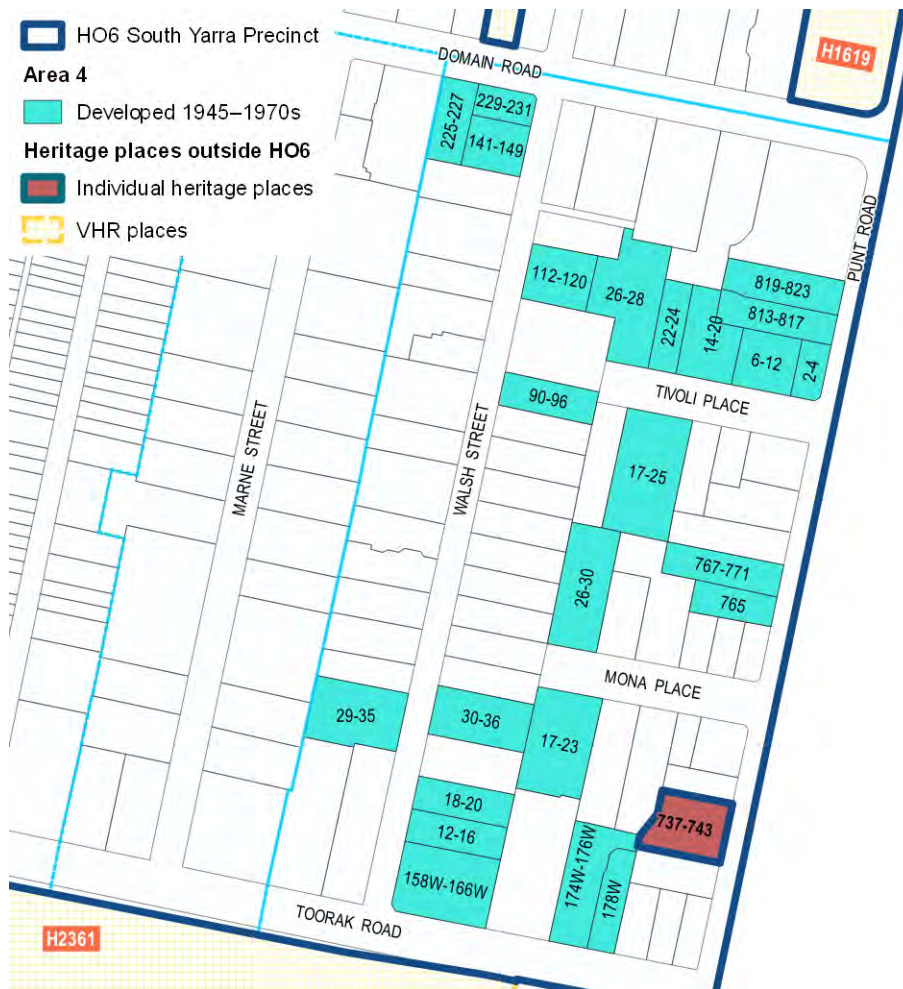 HO6 South Yarra Precinct
Area 4
Developed 1945–1970s
Heritage places outside HO6
Individual heritage places
VHR places
DOMAIN ROAD
H1619
225-227
229-231
141-149
PUNT ROAD
112-120
26-28
22-24
14-20
819-823
813-817
6-12
2-4
TIVOLI PLACE
90-96
MARNE STREET
WALSH STREET
17-25
767-771
765
26-30
MONA PLACE
29-35
30-36
17-23
18-20
12-16
158W-166W
174W-176W
178W
737-743
TOORAK ROAD
H2361